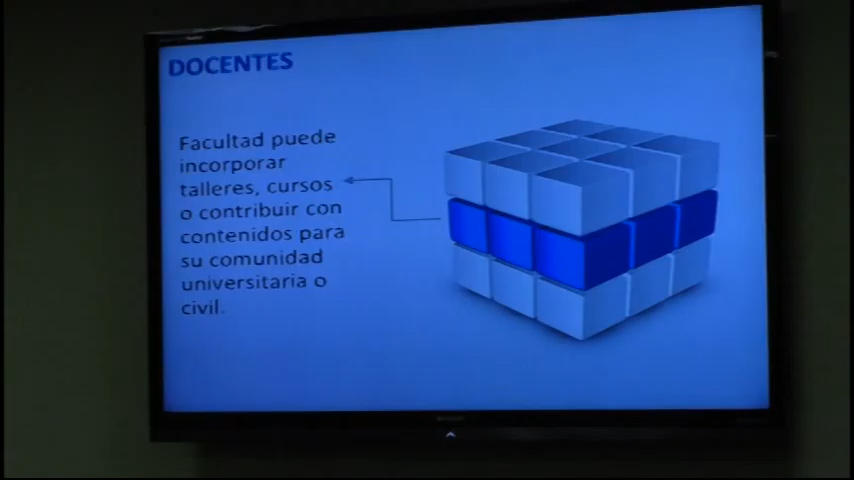 DOCENTES
Facultad puede
incorporar
talleres, cursos
o contribuir con
contenidos para
su comunidad
universitaria o
civil.